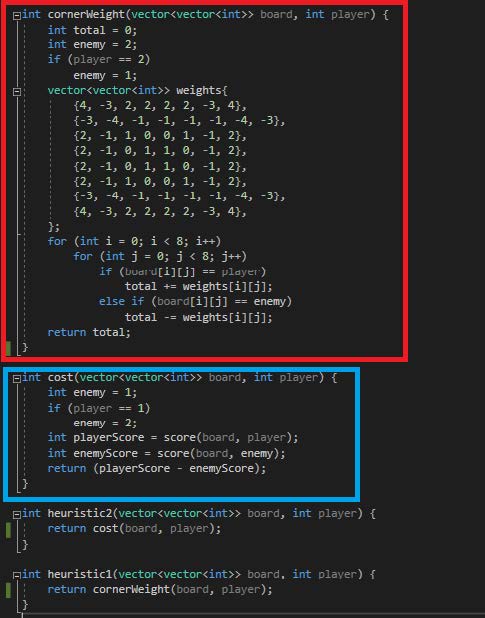 int cornerWeight(vector<vector<int>> board, int player) {
int total = 0;
int enemy = 2;
if (player == 2)
enemy = 1;
vector<vector<int>> weights{
{4, -3, 2, 2, 2, 2, -3, 4},
{-3, -4, -1, -1, -1, -1, -4, -3},
{2, -1, 1, 0, 0, 1, -1, 2},
{2, -1, 0, 1, 1, 0, -1, 2},
{2, -1, 0, 1, 1, 0, -1, 2},
{2, -1, 1, 0, 0, 1, -1, 2},
{-3, -4, -1, -1, -1, -1, -4, -3},
{4, -3, 2, 2, 2, 2, -3, 4},
};
for (int i = 0; i < 8; i++)
for (int j = 0; j < 8; j++)
if (board[i][j] == player)
total += weights[i][j];
else if (board[i][j] == enemy)
total -= weights[i][j];
return total;
}
int cost(vector<vector<int>> board, int player) {
int enemy = 1;
if (player == 1)
enemy = 2;
int playerScore = score(board, player);
int enemyScore = score(board, enemy);
return (playerScore - enemyScore);
}
int heuristic2(vector<vector<int>> board, int player) {
return cost(board, player);
}
int heuristic1(vector<vector<int>> board, int player) {
return cornerWeight(board, player);
}